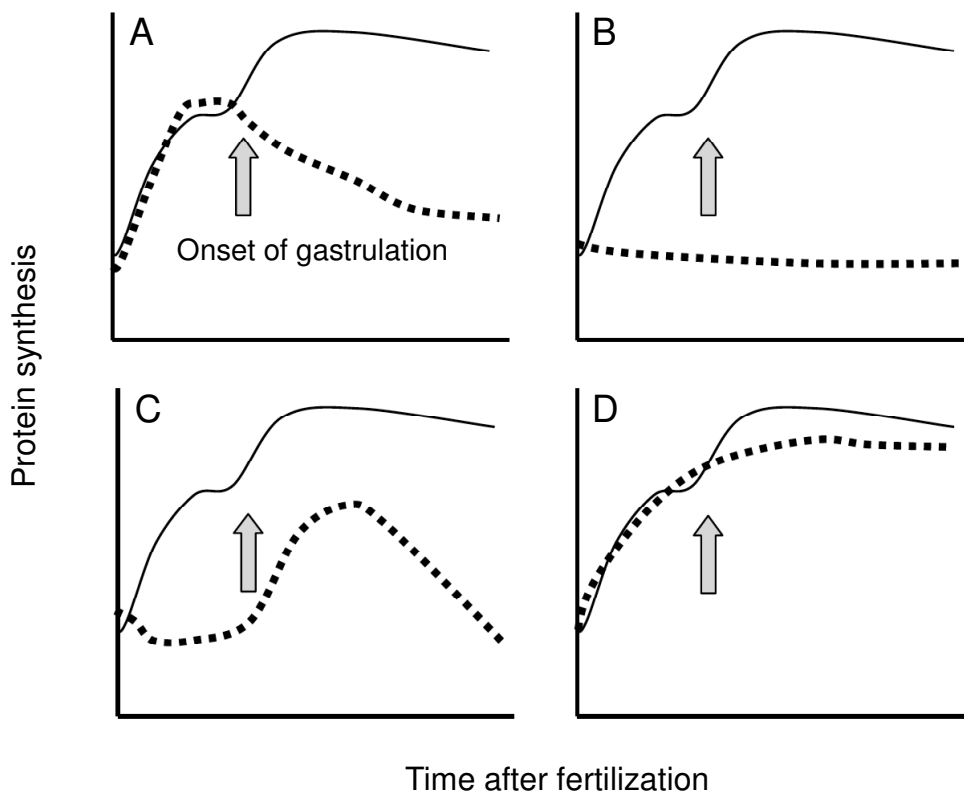 A
B
Onset of gastrulation
Protein synthesis
C
D
Time after fertilization